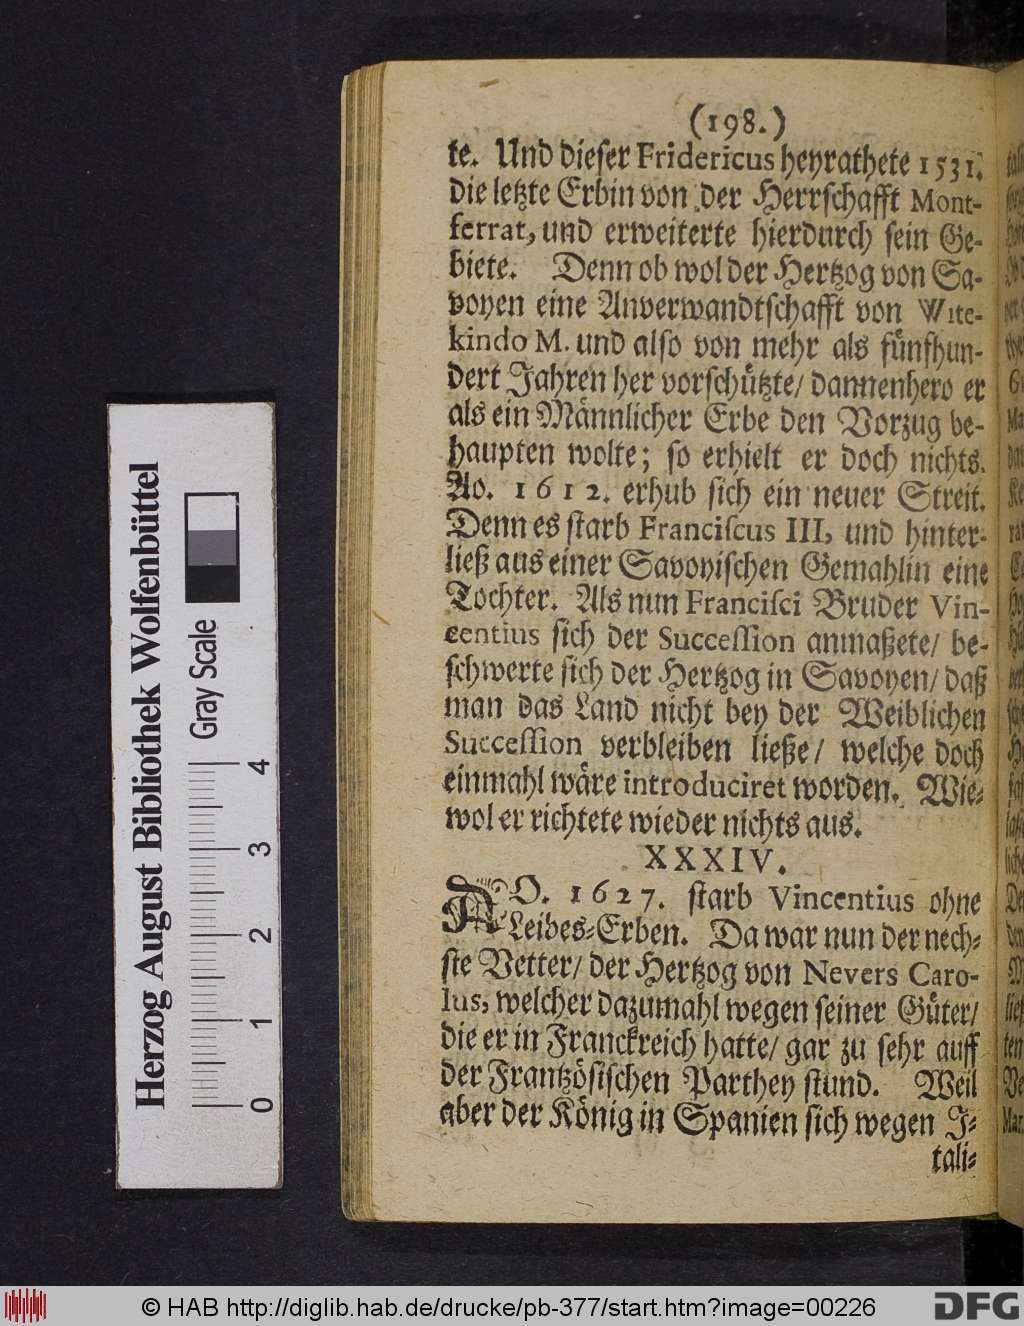 (198.)
te. Und dieser Fridericus heyrathete 1531.
die letzte Erbin von der Herrschafft Mont-
ferrat, und erweiterte hierdurch sein Ge-
biete. Denn ob wol der Hertzog von Sa-
voyen eine Anverwandtschafft von Wite-
kindo M. und also von mehr als fünfhun-
dert Jahren her vorschützte/ dannenhero er
als ein Männlicher Erbe den Vorzug be-
haupten wolte; so erhielt er doch nichts.
Ao. 1612. erhub sich ein neuer Streit.
Denn es starb Franciscus III, und hinter-
ließ aus einer Savoyischen Gemahlin eine
Tochter. Als nun Francisci Bruder Vin-
centius sich der Succession anmaßete/ be-
schwerte sich der Hertzog in Savoyen/ daß
man das Land nicht bey der Weiblichen
Succession verbleiben ließe/ welche doch
einmahl wäre introduciret worden. Wie-
wol er richtete wieder nichts aus.
XXXIV.
AO. 1627. starb Vincentius ohne
Leibes-Erben. Da war nun der nech-
ste Vetter/ der Hertzog von Nevers Caro-
lus, welcher dazumahl wegen seiner Güter/
die er in Franckreich hatte/ gar zu sehr auff
der Frantzösischen Parthey stund. Weil
aber der König in Spanien sich wegen J-
tali-
Herzog August Bibliothek Wolfenbüttel
Gray Scale
0 1 2 3 4
© HAB http://diglib.hab.de/drucke/pb-377/start.htm?image=00226
DFG